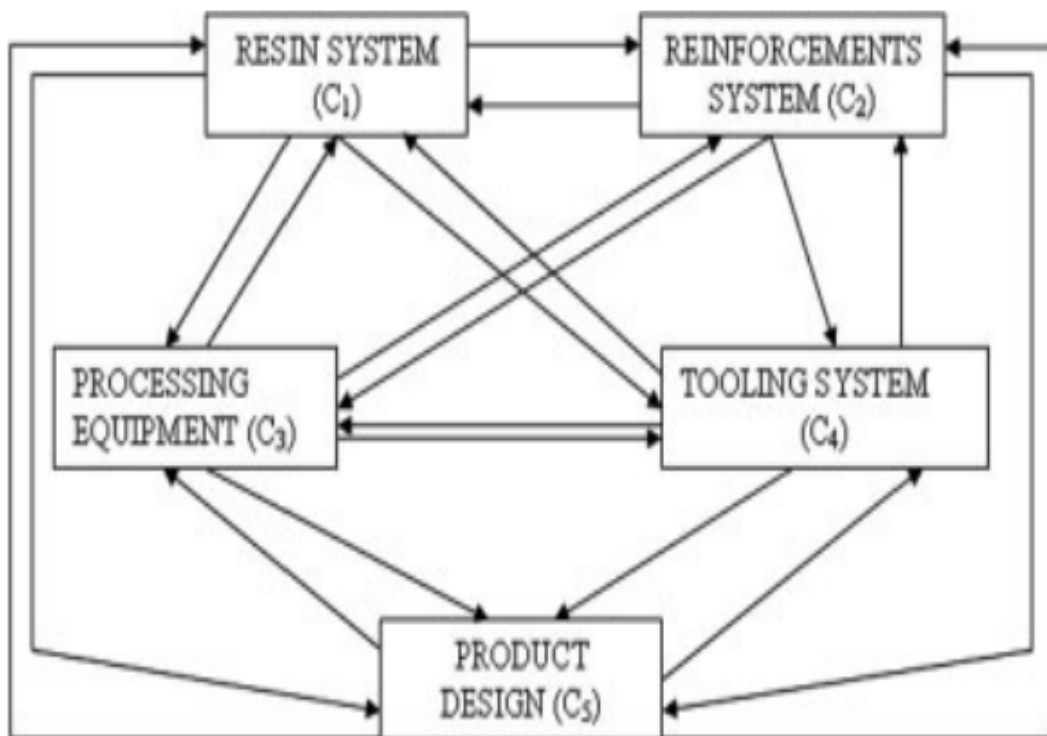 RESIN SYSTEM
(C₁)
REINFORCEMENTS
SYSTEM (C₂)
PROCESSING
EQUIPMENT (C₃)
TOOLING SYSTEM
(C₄)
PRODUCT
DESIGN (C₅)